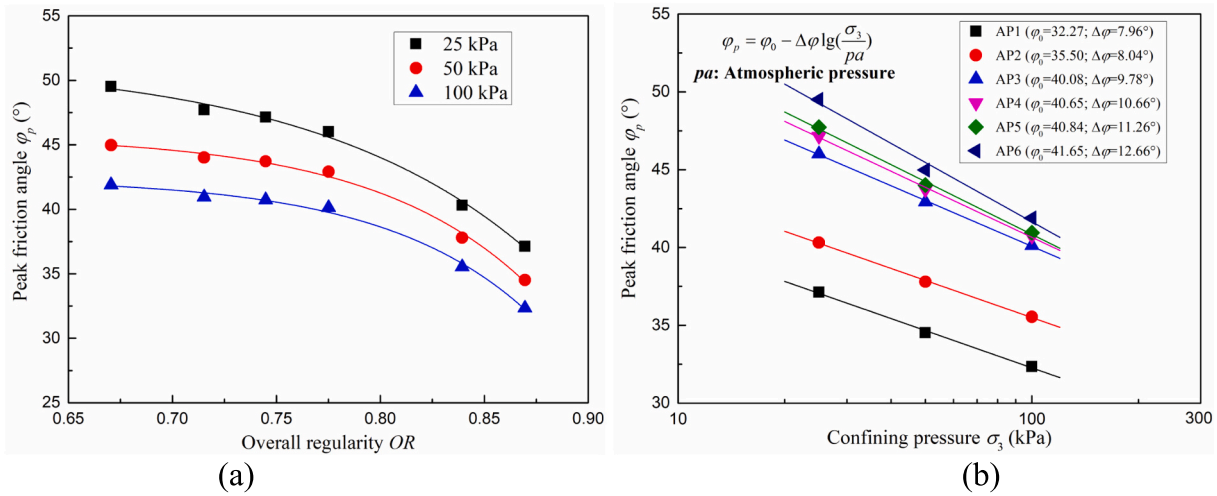 55
50
45
40
35
30
25
0.65 0.70 0.75 0.80 0.85 0.90
Peak friction angle φp (°)
Overall regularity OR
25 kPa
50 kPa
100 kPa
(a)
55
50
45
40
35
30
10 100 300
Peak friction angle φp (°)
Confining pressure σ3 (kPa)
φp = φ0 − Δφ lg(σ3/pa)
pa: Atmospheric pressure
AP1 (φ0=32.27; Δφ=7.96°)
AP2 (φ0=35.50; Δφ=8.04°)
AP3 (φ0=40.08; Δφ=9.78°)
AP4 (φ0=40.65; Δφ=10.66°)
AP5 (φ0=40.84; Δφ=11.26°)
AP6 (φ0=41.65; Δφ=12.66°)
(b)